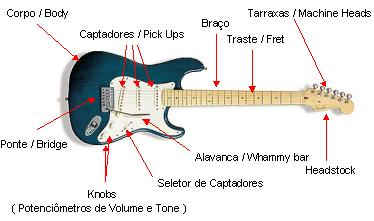 Corpo / Body
Captadores / Pick Ups
Braço
Tarraxas / Machine Heads
Traste / Fret
Ponte / Bridge
Alavanca / Whammy bar
Headstock
Seletor de Captadores
Knobs
( Potenciômetros de Volume e Tone )